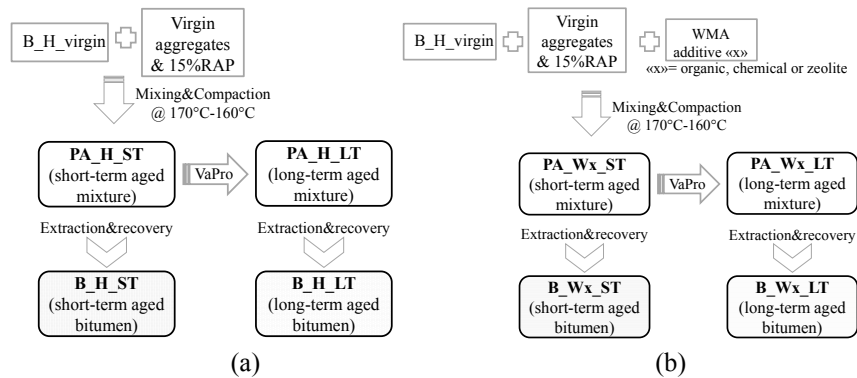 B_H_virgin
Virgin
aggregates
& 15%RAP
Mixing&Compaction
@ 170°C-160°C
PA_H_ST
(short-term aged
mixture)
VaPro
PA_H_LT
(long-term aged
mixture)
Extraction&recovery
Extraction&recovery
B_H_ST
(short-term aged
bitumen)
B_H_LT
(long-term aged
bitumen)
(a)
B_H_virgin
Virgin
aggregates
& 15%RAP
WMA
additive «x»
«x»= organic, chemical or zeolite
Mixing&Compaction
@ 170°C-160°C
PA_Wx_ST
(short-term aged
mixture)
VaPro
PA_Wx_LT
(long-term aged
mixture)
Extraction&recovery
Extraction&recovery
B_Wx_ST
(short-term aged
bitumen)
B_Wx_LT
(long-term aged
bitumen)
(b)